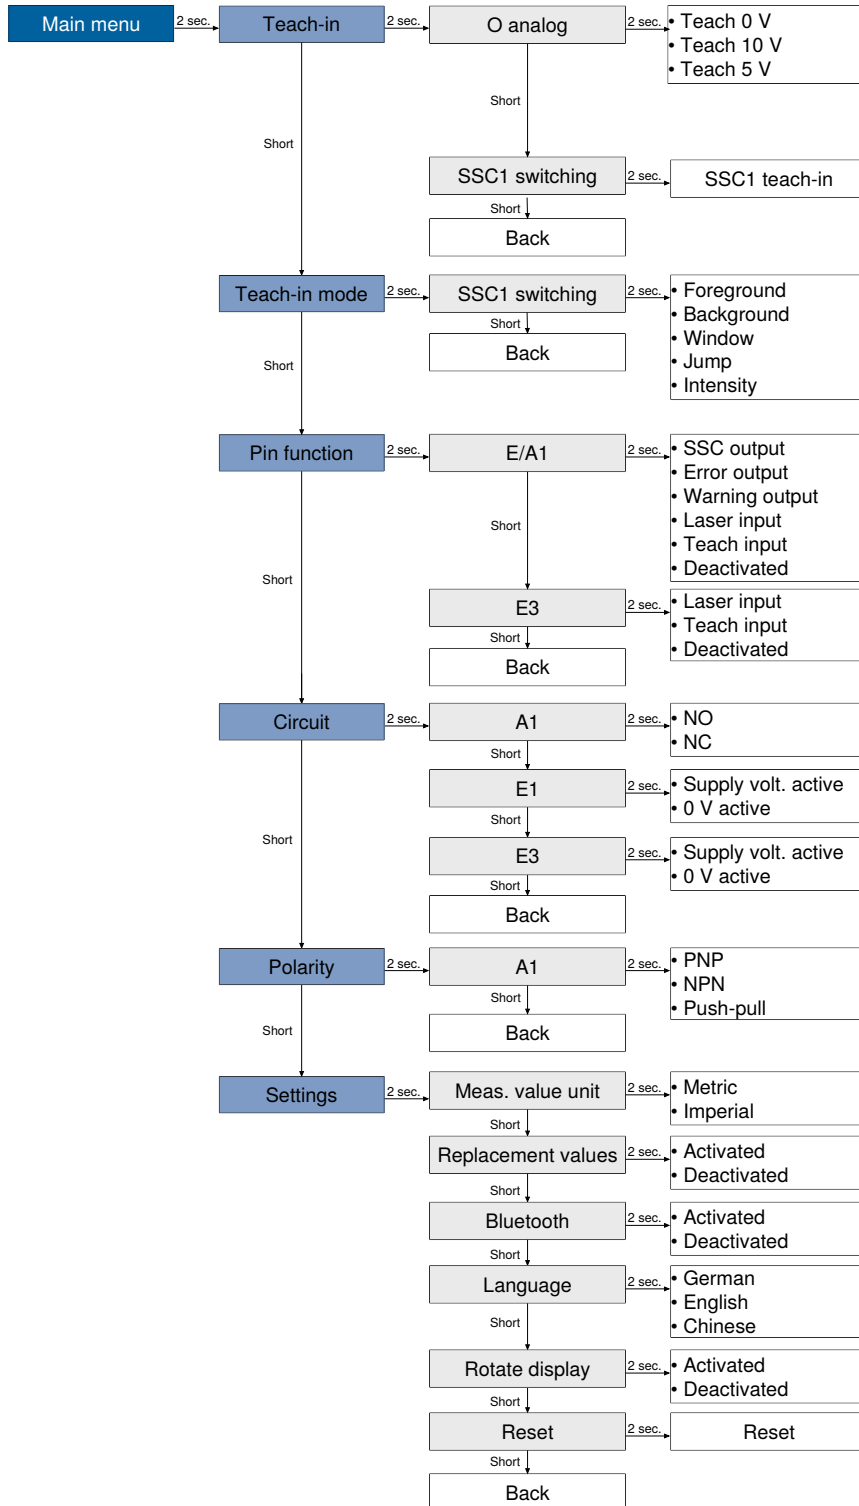 Main menu
2 sec.
Teach-in
2 sec.
O analog
2 sec.
• Teach 0 V
• Teach 10 V
• Teach 5 V
Short
Short
SSC1 switching
2 sec.
SSC1 teach-in
Short
Back
Teach-in mode
2 sec.
SSC1 switching
2 sec.
• Foreground
• Background
• Window
• Jump
• Intensity
Short
Back
Short
Pin function
2 sec.
E/A1
2 sec.
• SSC output
• Error output
• Warning output
• Laser input
• Teach input
• Deactivated
Short
Short
E3
2 sec.
• Laser input
• Teach input
• Deactivated
Short
Back
Circuit
2 sec.
A1
2 sec.
• NO
• NC
Short
E1
2 sec.
• Supply volt. active
• 0 V active
Short
Short
E3
2 sec.
• Supply volt. active
• 0 V active
Short
Back
Polarity
2 sec.
A1
2 sec.
• PNP
• NPN
• Push-pull
Short
Back
Short
Settings
2 sec.
Meas. value unit
2 sec.
• Metric
• Imperial
Short
Replacement values
2 sec.
• Activated
• Deactivated
Short
Bluetooth
2 sec.
• Activated
• Deactivated
Short
Language
2 sec.
• German
• English
• Chinese
Short
Rotate display
2 sec.
• Activated
• Deactivated
Short
Reset
2 sec.
Reset
Short
Back